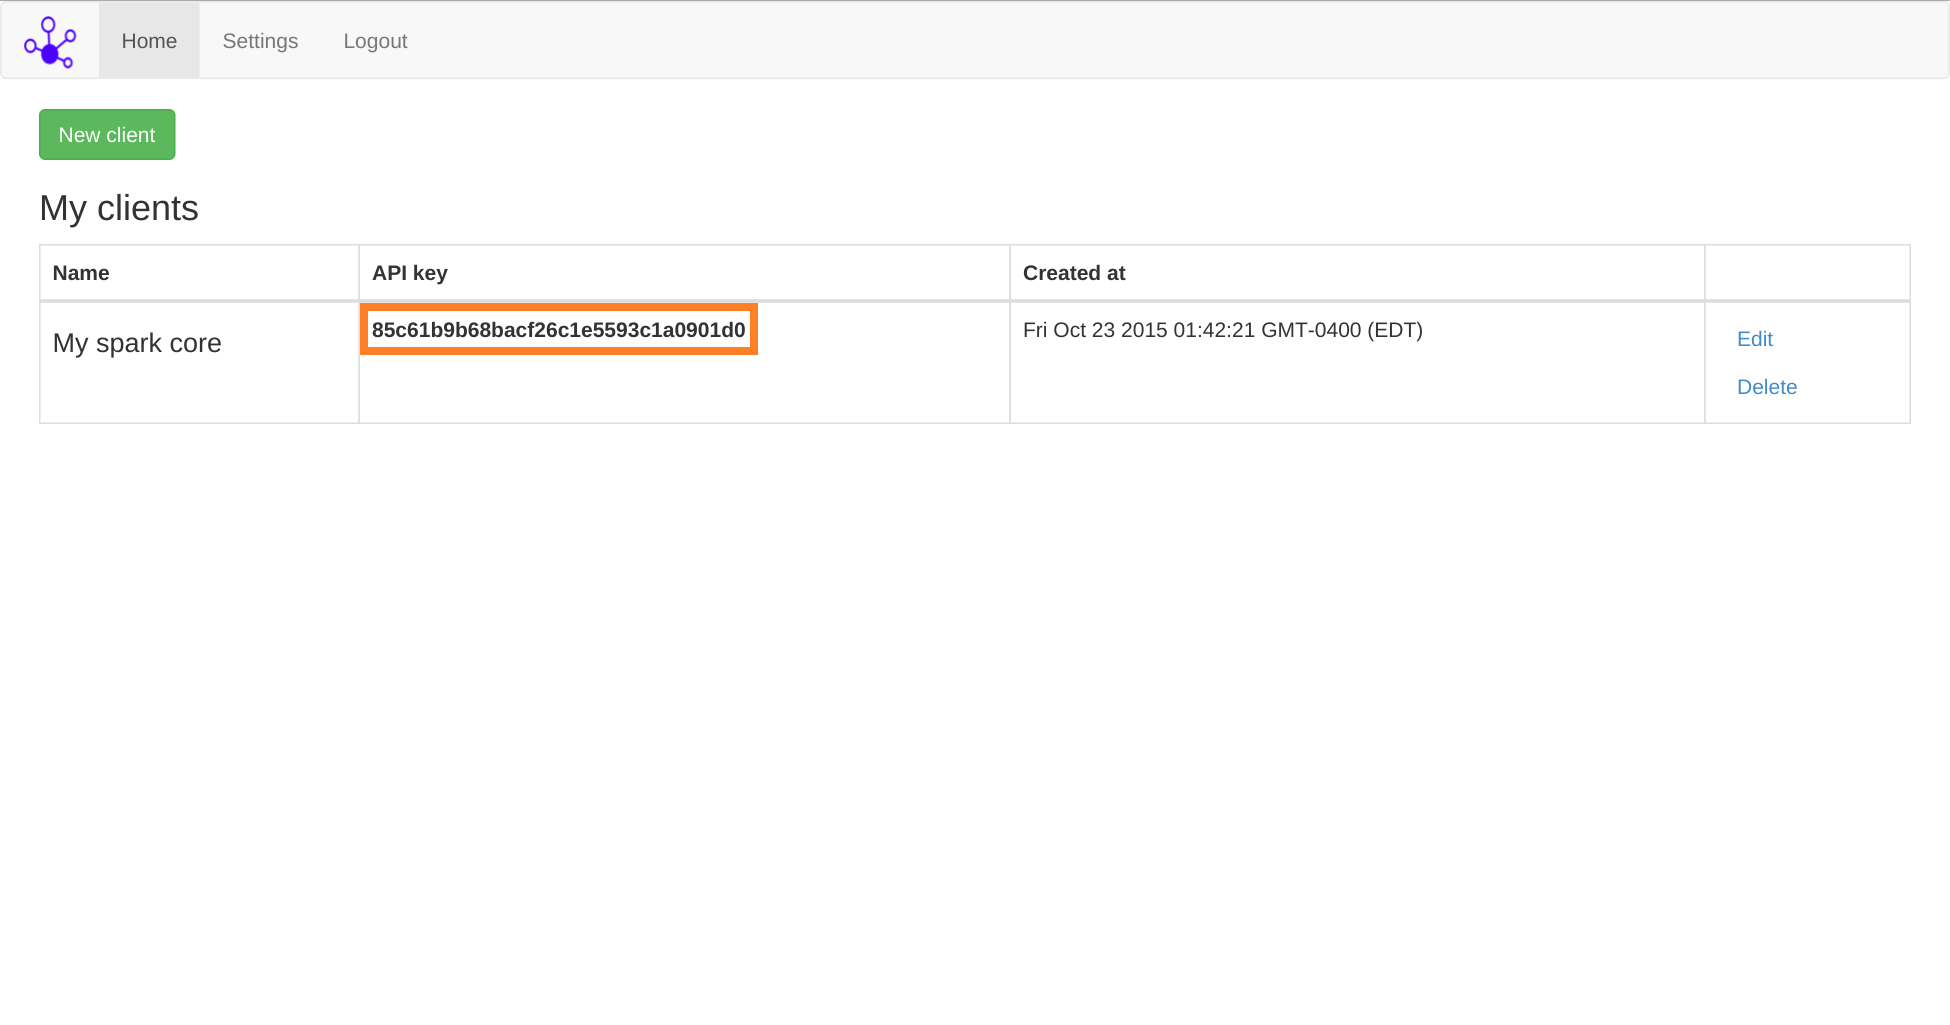 Home Settings Logout
New client
My clients
Name API key Created at
My spark core 85c61b9b68bacf26c1e5593c1a0901d0 Fri Oct 23 2015 01:42:21 GMT-0400 (EDT) Edit
Delete